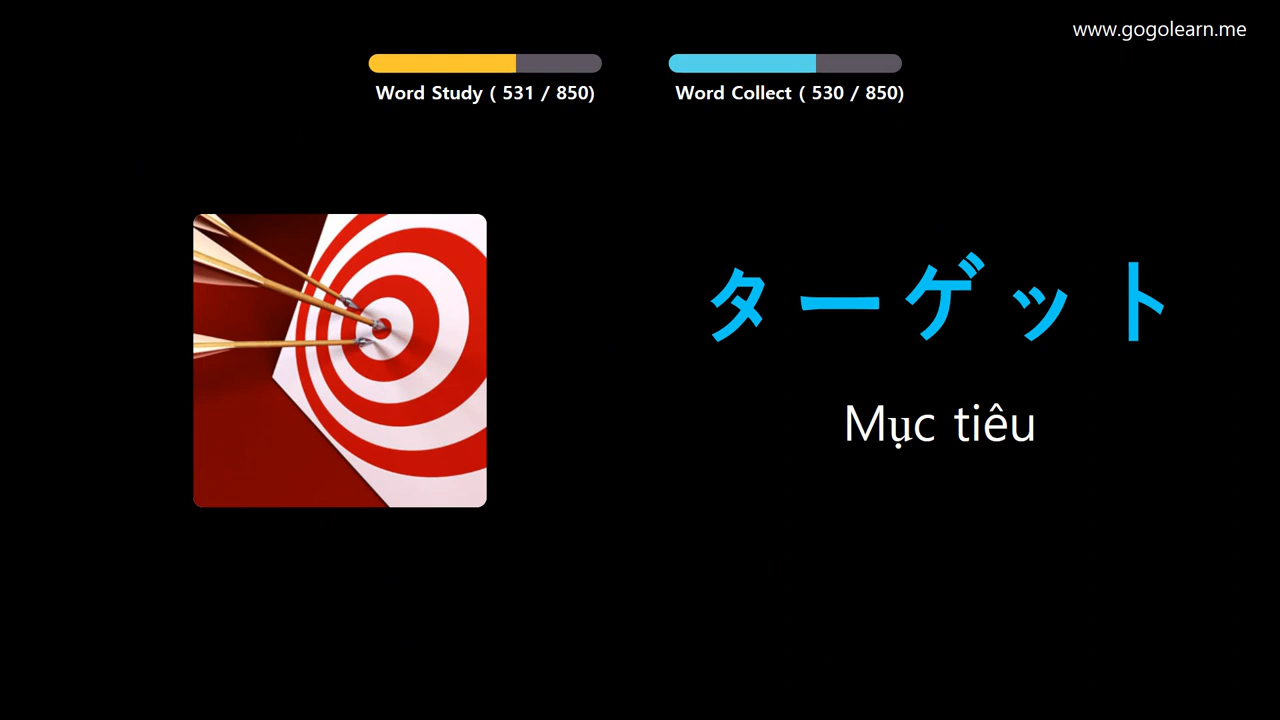 www.gogolearn.me
Word Study ( 531 / 850)
Word Collect ( 530 / 850)
ターゲット
Mục tiêu